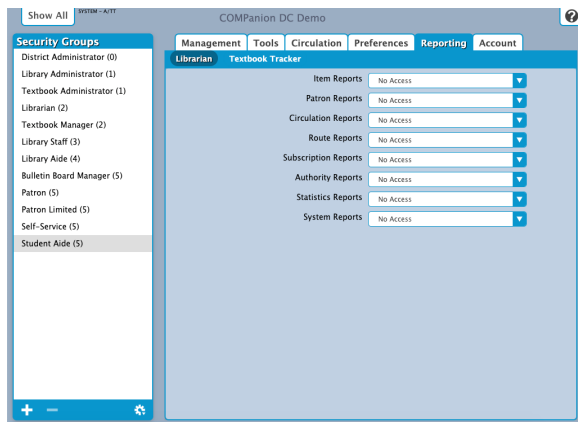 Show All
SYSTEM - A/TT
COMPanion DC Demo
?
Security Groups
District Administrator (0)
Library Administrator (1)
Textbook Administrator (1)
Librarian (2)
Textbook Manager (2)
Library Staff (3)
Library Aide (4)
Bulletin Board Manager (5)
Patron (5)
Patron Limited (5)
Self-Service (5)
Student Aide (5)
Management Tools Circulation Preferences Reporting Account
Librarian Textbook Tracker
Item Reports No Access
Patron Reports No Access
Circulation Reports No Access
Route Reports No Access
Subscription Reports No Access
Authority Reports No Access
Statistics Reports No Access
System Reports No Access